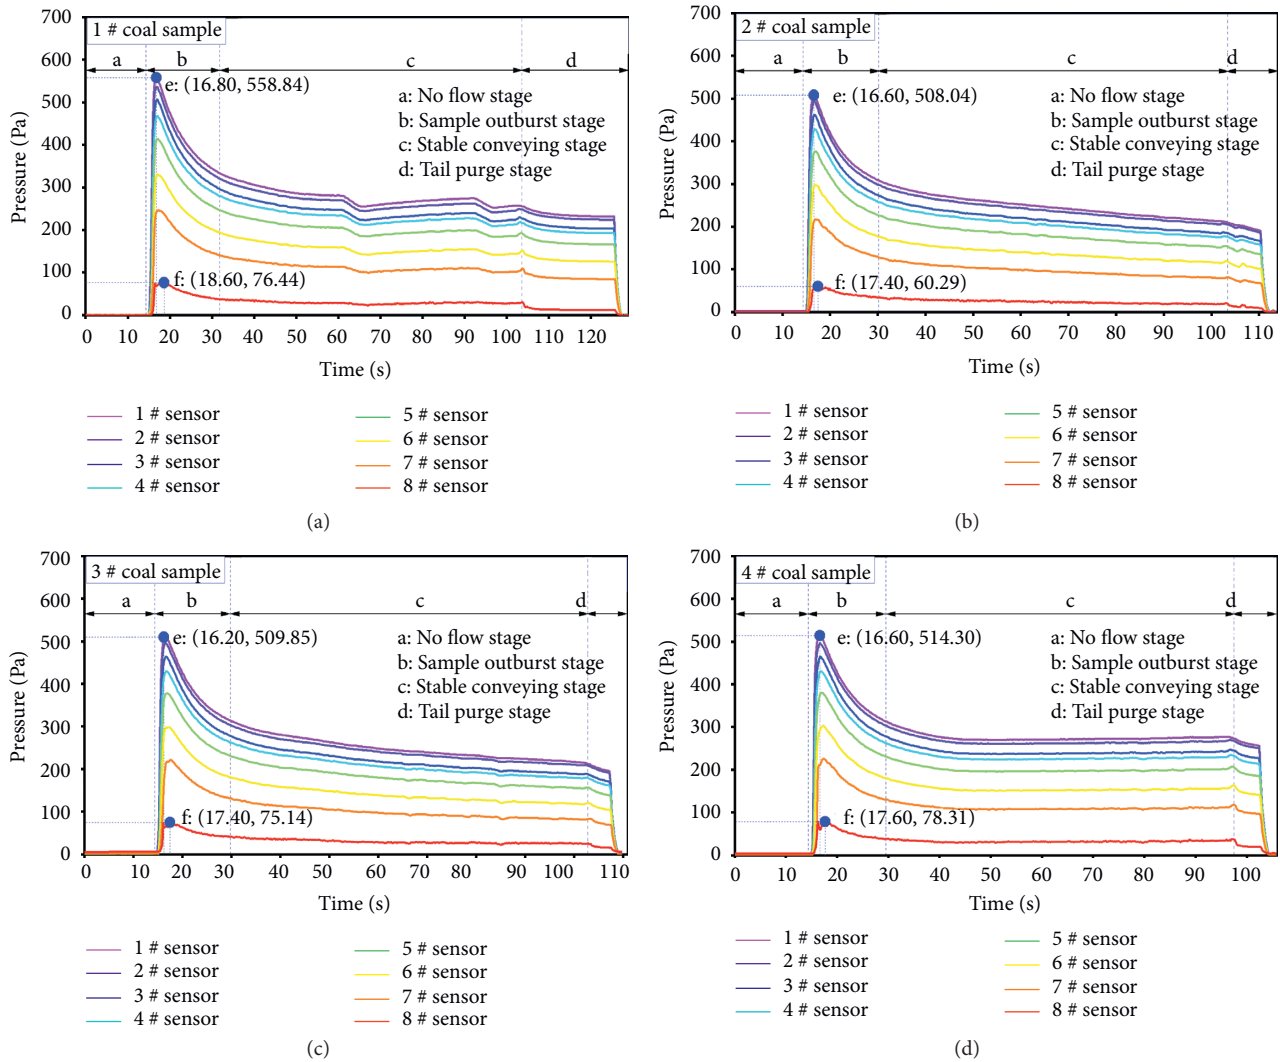 1 # coal sample
Pressure (Pa)
700
600
500
400
300
200
100
0
a
b
c
d
e: (16.80, 558.84)
a: No flow stage
b: Sample outburst stage
c: Stable conveying stage
d: Tail purge stage
f: (18.60, 76.44)
0 10 20 30 40 50 60 70 80 90 100 110 120
Time (s)
1 # sensor
2 # sensor
3 # sensor
4 # sensor
5 # sensor
6 # sensor
7 # sensor
8 # sensor
(a)
2 # coal sample
Pressure (Pa)
700
600
500
400
300
200
100
0
a
b
c
d
e: (16.60, 508.04)
a: No flow stage
b: Sample outburst stage
c: Stable conveying stage
d: Tail purge stage
f: (17.40, 60.29)
0 10 20 30 40 50 60 70 80 90 100 110
Time (s)
1 # sensor
2 # sensor
3 # sensor
4 # sensor
5 # sensor
6 # sensor
7 # sensor
8 # sensor
(b)
3 # coal sample
Pressure (Pa)
700
600
500
400
300
200
100
0
a
b
c
d
e: (16.20, 509.85)
a: No flow stage
b: Sample outburst stage
c: Stable conveying stage
d: Tail purge stage
f: (17.40, 75.14)
0 10 20 30 40 50 60 70 80 90 100 110
Time (s)
1 # sensor
2 # sensor
3 # sensor
4 # sensor
5 # sensor
6 # sensor
7 # sensor
8 # sensor
(c)
4 # coal sample
Pressure (Pa)
700
600
500
400
300
200
100
0
a
b
c
d
e: (16.60, 514.30)
a: No flow stage
b: Sample outburst stage
c: Stable conveying stage
d: Tail purge stage
f: (17.60, 78.31)
0 10 20 30 40 50 60 70 80 90 100
Time (s)
1 # sensor
2 # sensor
3 # sensor
4 # sensor
5 # sensor
6 # sensor
7 # sensor
8 # sensor
(d)